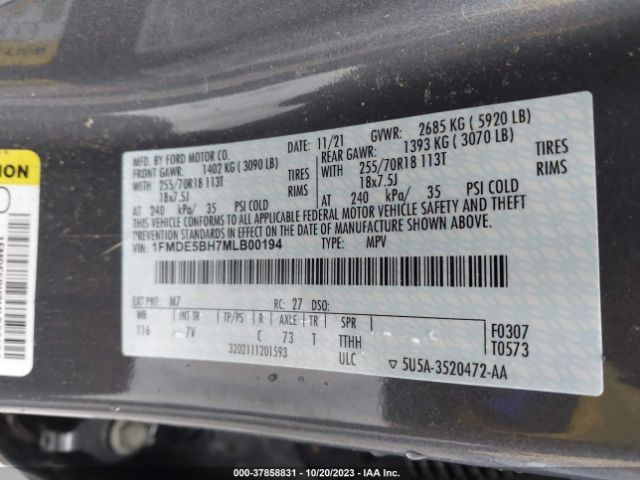 MFD. BY FORD MOTOR CO.
DATE: 11/21 GVWR: 2685 KG ( 5920 LB)
FRONT GAWR: 1402 KG ( 3090 LB)
REAR GAWR: 1393 KG ( 3070 LB)
WITH 255/70R18 113T TIRES
18x7.5J RIMS
AT 240 kPa/ 35 PSI COLD
WITH 255/70R18 113T TIRES
18x7.5J RIMS
AT 240 kPa/ 35 PSI COLD
THIS VEHICLE CONFORMS TO ALL APPLICABLE FEDERAL MOTOR VEHICLE SAFETY AND THEFT
PREVENTION STANDARDS IN EFFECT ON THE DATE OF MANUFACTURE SHOWN ABOVE.
VIN: 1FMDE5BH7MLB00194 TYPE: MPV
EXT PNT: M7 RC: 27 DSO:
WB INT TR TP/PS R AXLE TR SPR
116 7V C 73 T HH
F0307
T0573
3202111201593
ULC
5U5A-3520472-AA
000-37858831 - 10/20/2023 - IAA Inc.